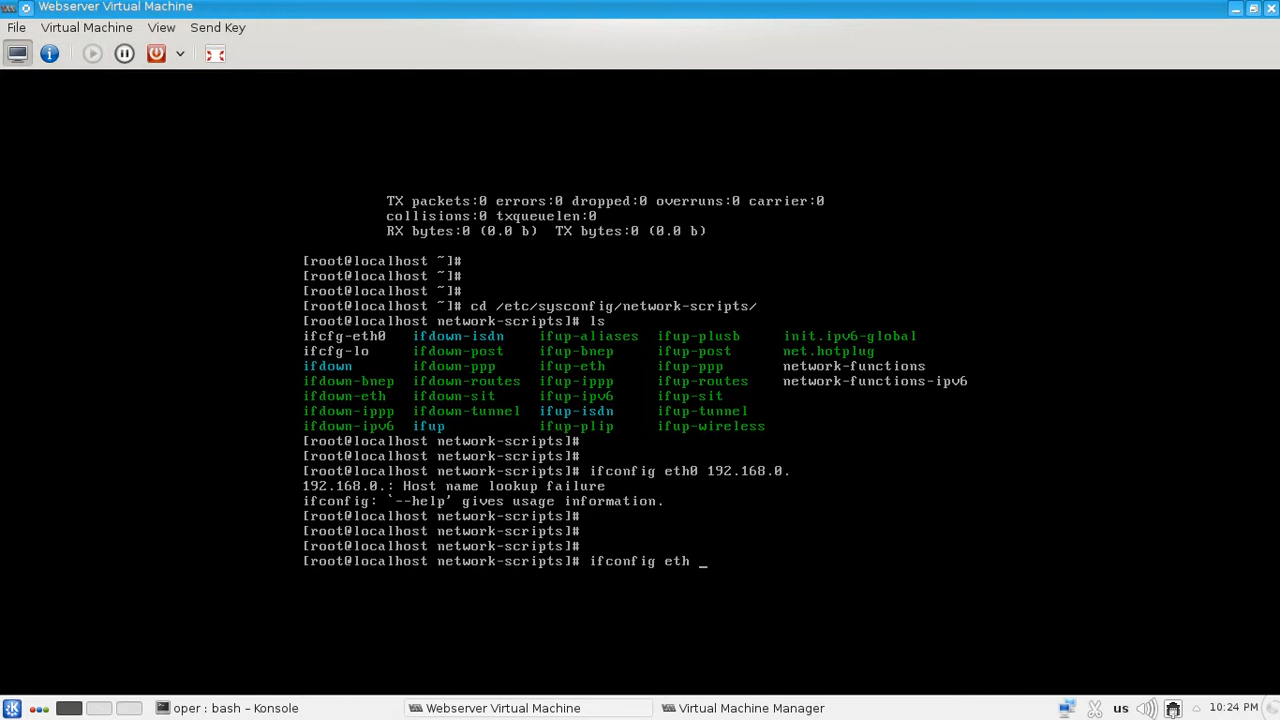 Webserver Virtual Machine
File Virtual Machine View Send Key
TX packets:0 errors:0 dropped:0 overruns:0 carrier:0
collisions:0 txqueuelen:0
RX bytes:0 (0.0 b)  TX bytes:0 (0.0 b)
[root@localhost ~]#
[root@localhost ~]#
[root@localhost ~]#
[root@localhost ~]# cd /etc/sysconfig/network-scripts/
[root@localhost network-scripts]# ls
ifcfg-eth0 ifdown-isdn ifup-aliases ifup-plusb init.ipv6-global
ifcfg-lo ifdown-post ifup-bnep ifup-post net.hotplug
ifdown ifdown-ppp ifup-eth ifup-ppp network-functions
ifdown-bnep ifdown-routes ifup-ippp ifup-routes network-functions-ipv6
ifdown-eth ifdown-sit ifup-ipv6 ifup-sit
ifdown-ippp ifdown-tunnel ifup-isdn ifup-tunnel
ifdown-ipv6 ifup ifup-plip ifup-wireless
[root@localhost network-scripts]#
[root@localhost network-scripts]#
[root@localhost network-scripts]# ifconfig eth0 192.168.0.
192.168.0.: Host name lookup failure
ifconfig: `--help' gives usage information.
[root@localhost network-scripts]#
[root@localhost network-scripts]#
[root@localhost network-scripts]#
[root@localhost network-scripts]# ifconfig eth _
oper : bash – Konsole Webserver Virtual Machine Virtual Machine Manager us 10:24 PM